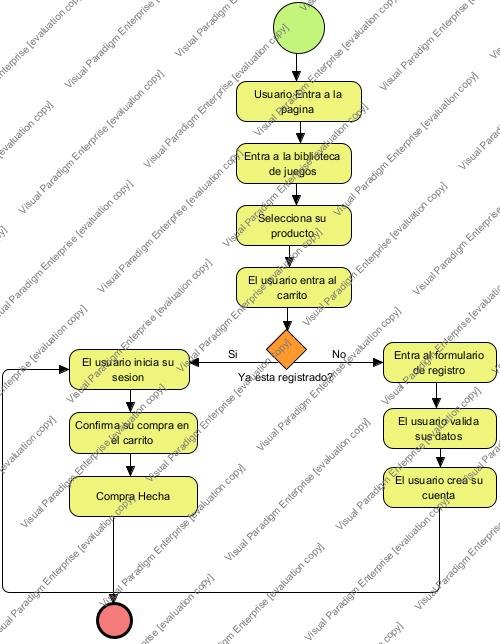 Usuario Entra a la
pagina
Entra a la biblioteca
de juegos
Selecciona su
producto
El usuario entra al
carrito
Si
No
Ya esta registrado?
El usuario inicia su
sesion
Entra al formulario
de registro
Confirma su compra en
el carrito
El usuario valida
sus datos
Compra Hecha
El usuario crea su
cuenta
Visual Paradigm Enterprise [evaluation copy]